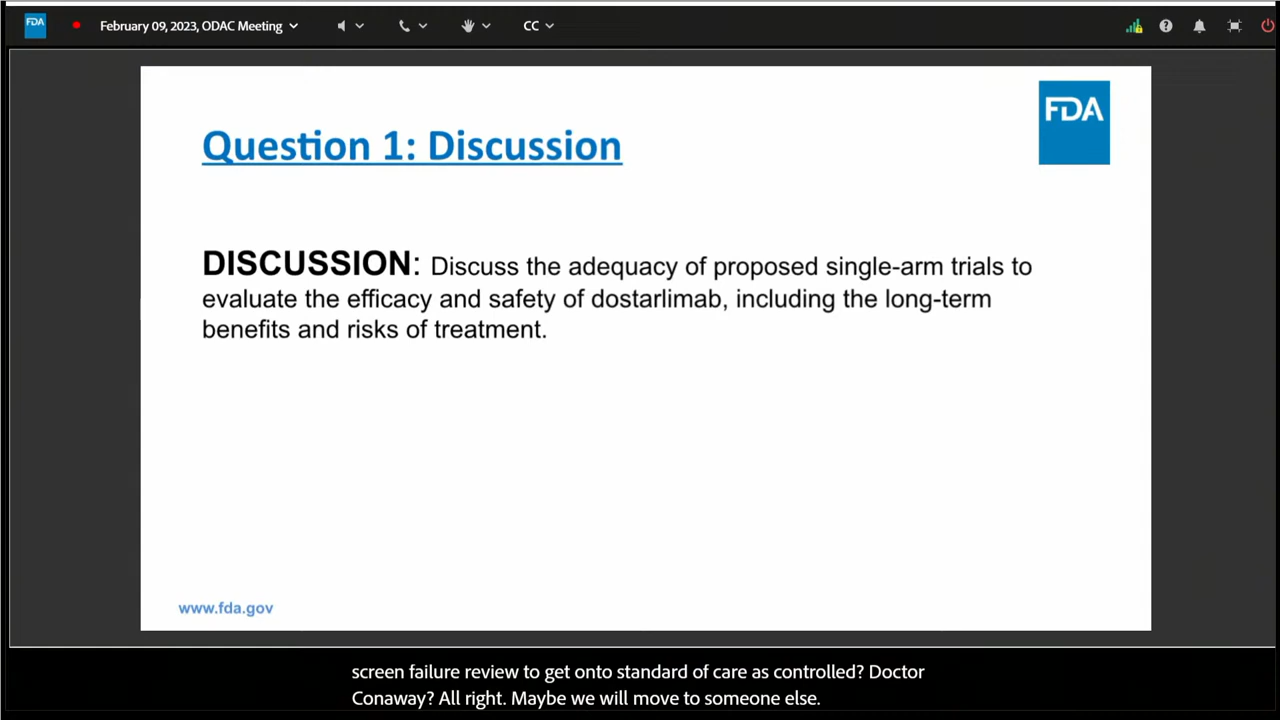 FDA
February 09, 2023, ODAC Meeting
CC
FDA
Question 1: Discussion
DISCUSSION: Discuss the adequacy of proposed single-arm trials to
evaluate the efficacy and safety of dostarlimab, including the long-term
benefits and risks of treatment.
www.fda.gov
screen failure review to get onto standard of care as controlled? Doctor
Conaway? All right. Maybe we will move to someone else.